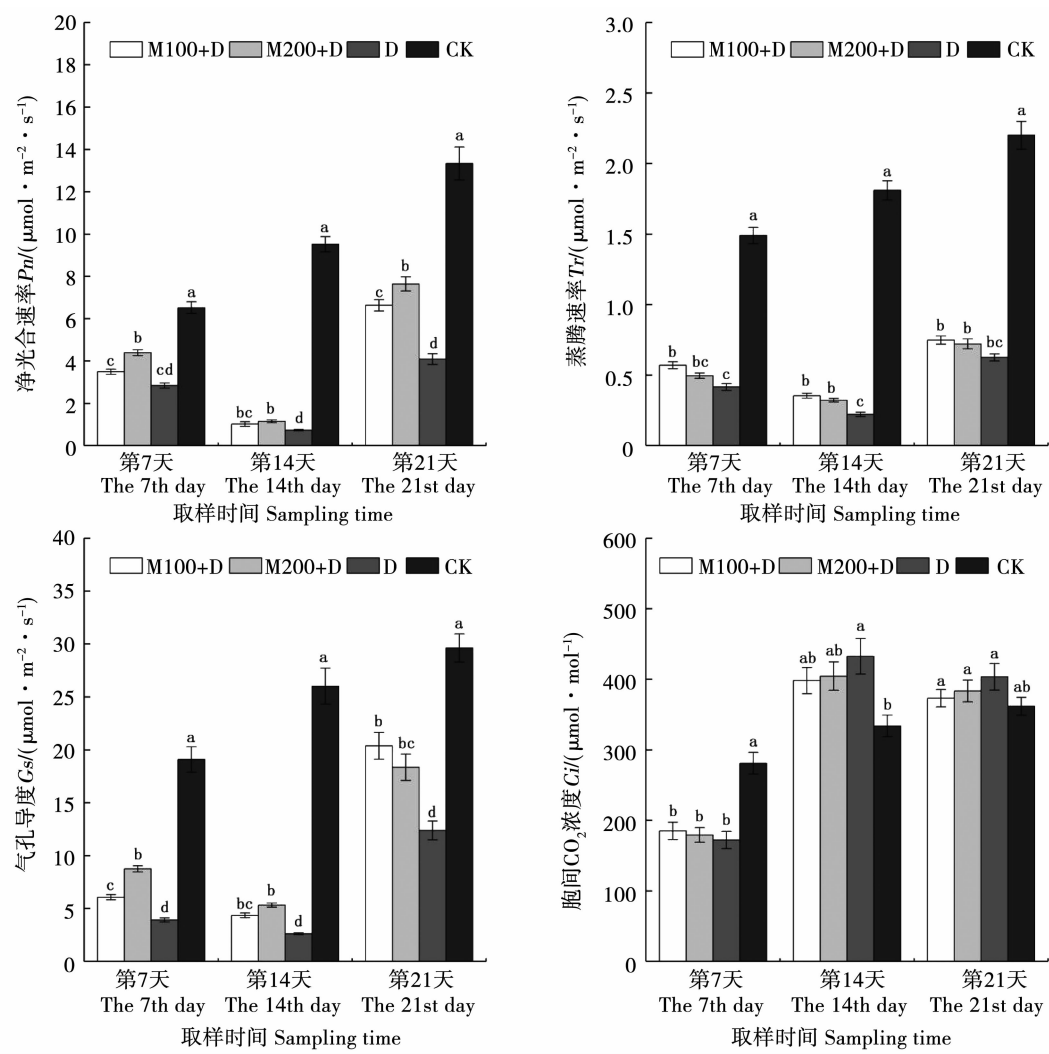 净光合速率Pn/(μmol·m⁻²·s⁻¹)
20
18
16
14
12
10
8
6
4
2
0
M100+D M200+D D CK
c b cd a
bc b d a
c b d a
第7天 第14天 第21天
The 7th day The 14th day The 21st day
取样时间 Sampling time
蒸腾速率Tr/(μmol·m⁻²·s⁻¹)
3.0
2.5
2.0
1.5
1.0
0.5
0
M100+D M200+D D CK
b bc c a
b b c a
b b bc a
第7天 第14天 第21天
The 7th day The 14th day The 21st day
取样时间 Sampling time
气孔导度Gs/(μmol·m⁻²·s⁻¹)
40
35
30
25
20
15
10
5
0
M100+D M200+D D CK
c b d a
bc b d a
b bc d a
第7天 第14天 第21天
The 7th day The 14th day The 21st day
取样时间 Sampling time
胞间CO₂浓度Ci/(μmol·mol⁻¹)
600
500
400
300
200
100
0
M100+D M200+D D CK
b b b a
ab ab a b
a a a ab
第7天 第14天 第21天
The 7th day The 14th day The 21st day
取样时间 Sampling time